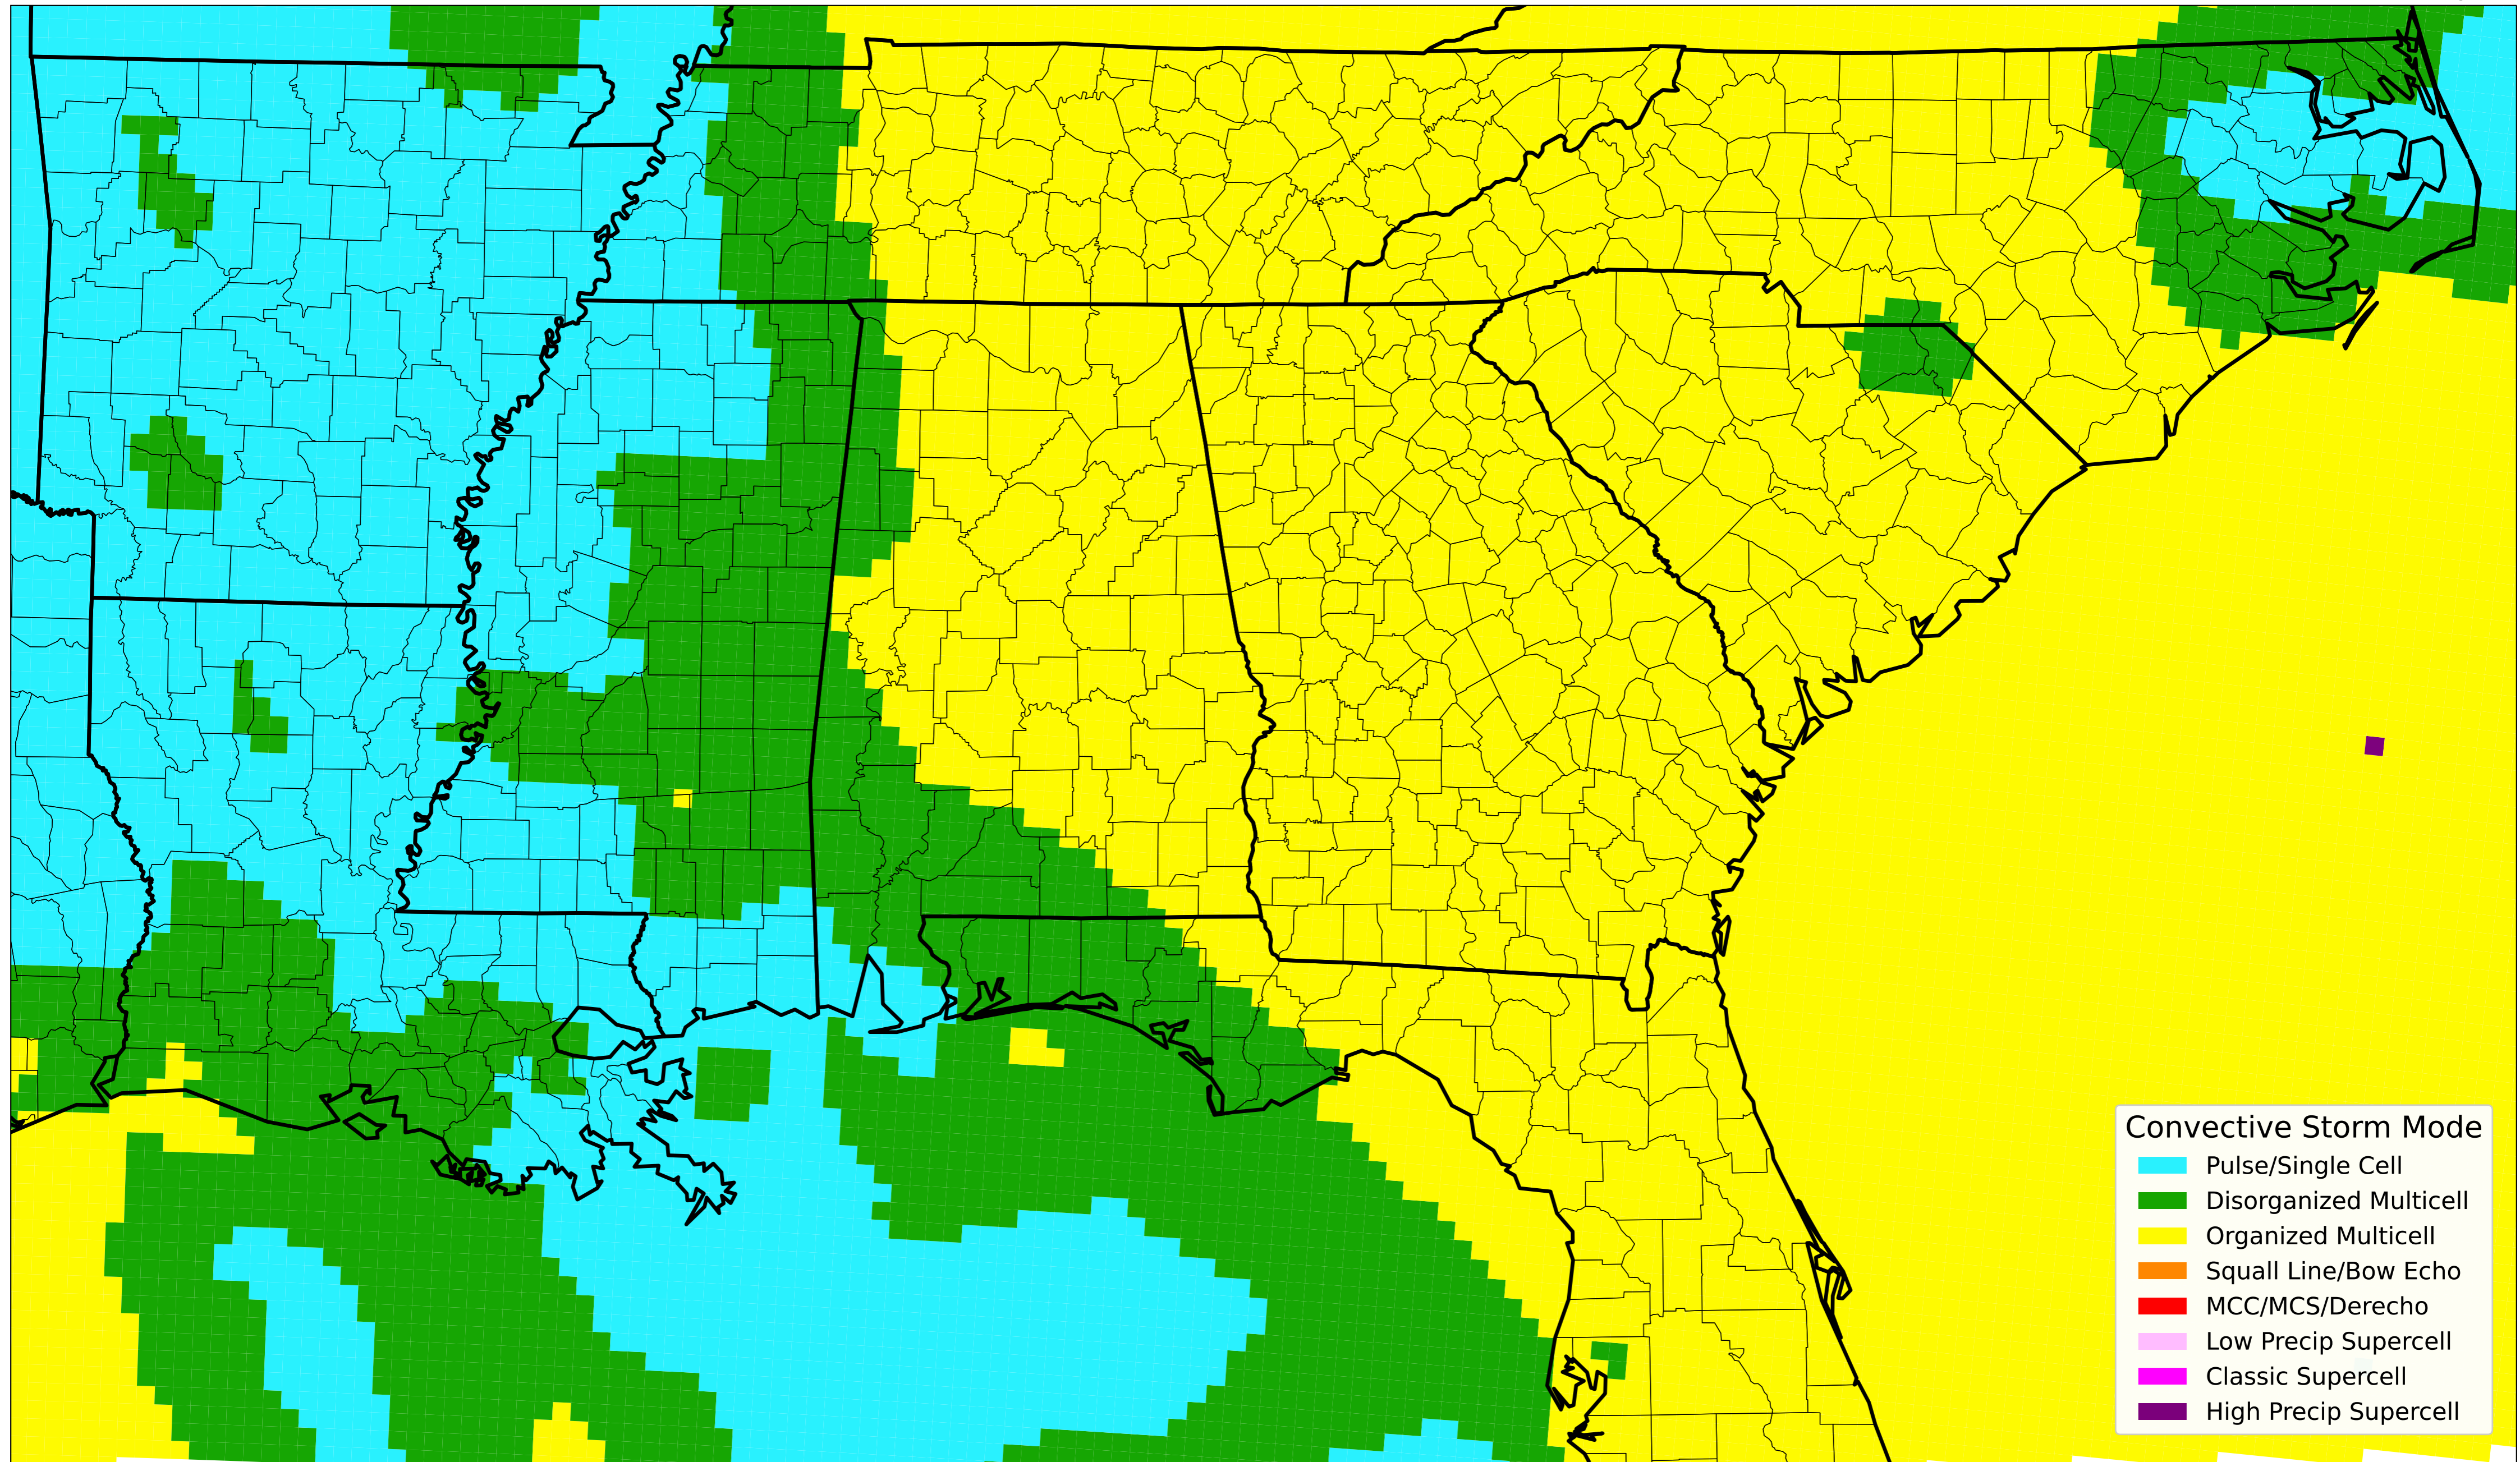 Convective Storm Mode
Pulse/Single Cell
Disorganized Multicell
Organized Multicell
Squall Line/Bow Echo
MCC/MCS/Derecho
Low Precip Supercell
Classic Supercell
High Precip Supercell